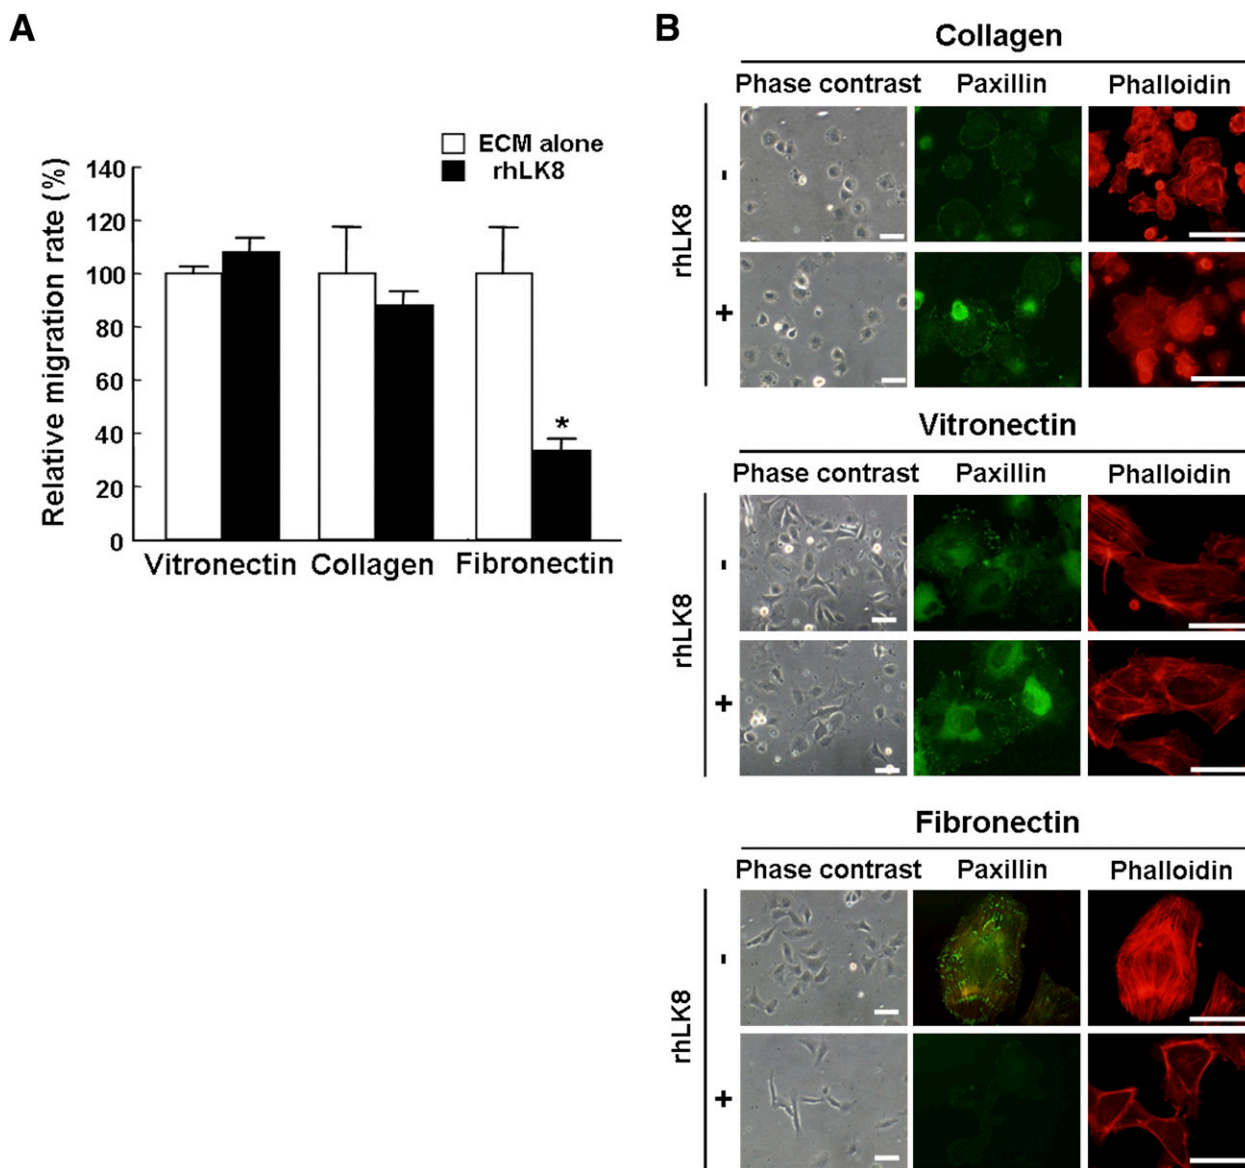 A
ECM alone
rhLK8
Relative migration rate (%)
140
120
100
80
60
40
20
0
*
Vitronectin Collagen Fibronectin
B
Collagen
Phase contrast Paxillin Phalloidin
rhLK8
-
+
Vitronectin
Phase contrast Paxillin Phalloidin
rhLK8
-
+
Fibronectin
Phase contrast Paxillin Phalloidin
rhLK8
-
+